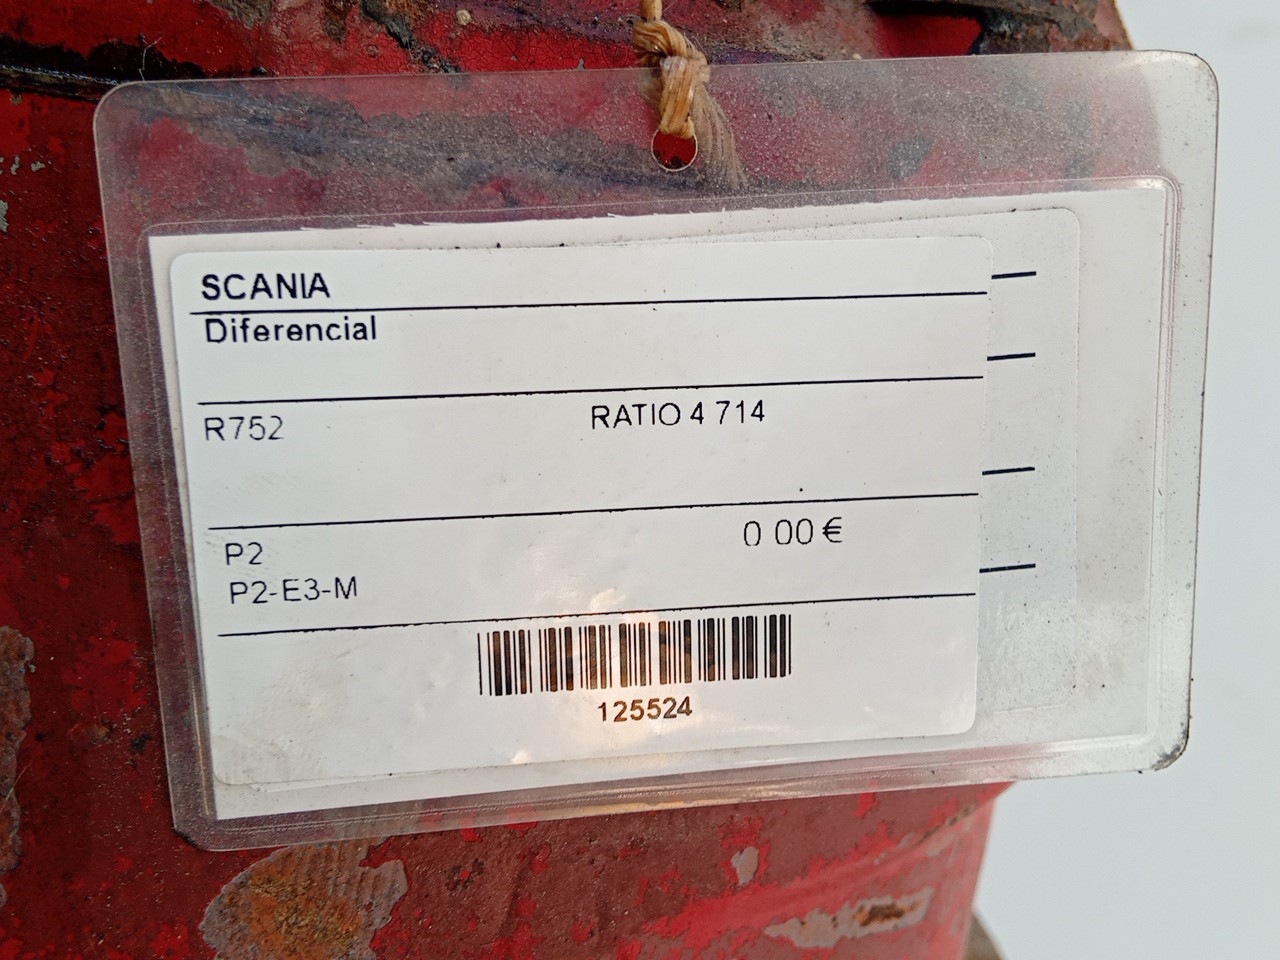 SCANIA
Diferencial
R752 RATIO 4 714
P2 0 00 €
P2-E3-M
125524